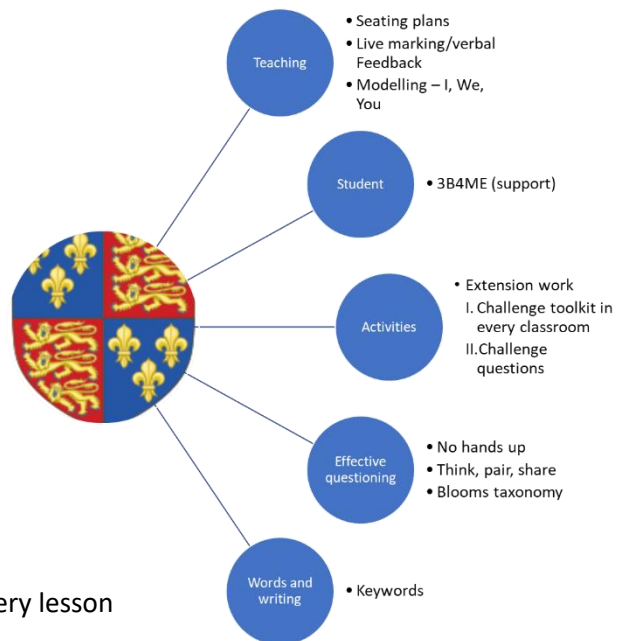 Teaching
• Seating plans
• Live marking/verbal
Feedback
• Modelling – I, We,
You
Student
• 3B4ME (support)
Activities
• Extension work
I. Challenge toolkit in
every classroom
II.Challenge
questions
Effective
questioning
• No hands up
• Think, pair, share
• Blooms taxonomy
Words and
writing
• Keywords
ery lesson